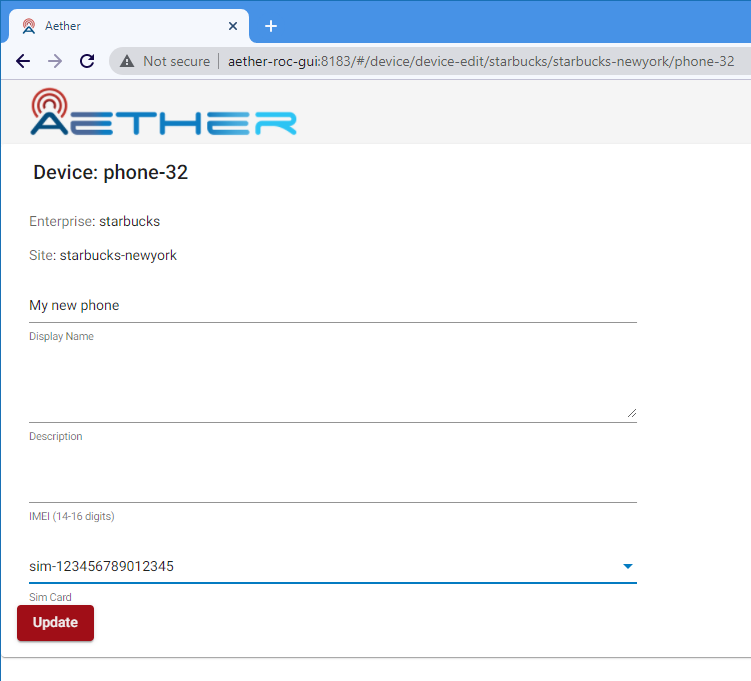 Aether
Not secure
aether-roc-gui:8183/#/device/device-edit/starbucks/starbucks-newyork/phone-32
AETHER
Device: phone-32
Enterprise: starbucks
Site: starbucks-newyork
My new phone
Display Name
Description
IMEI (14-16 digits)
sim-123456789012345
Sim Card
Update